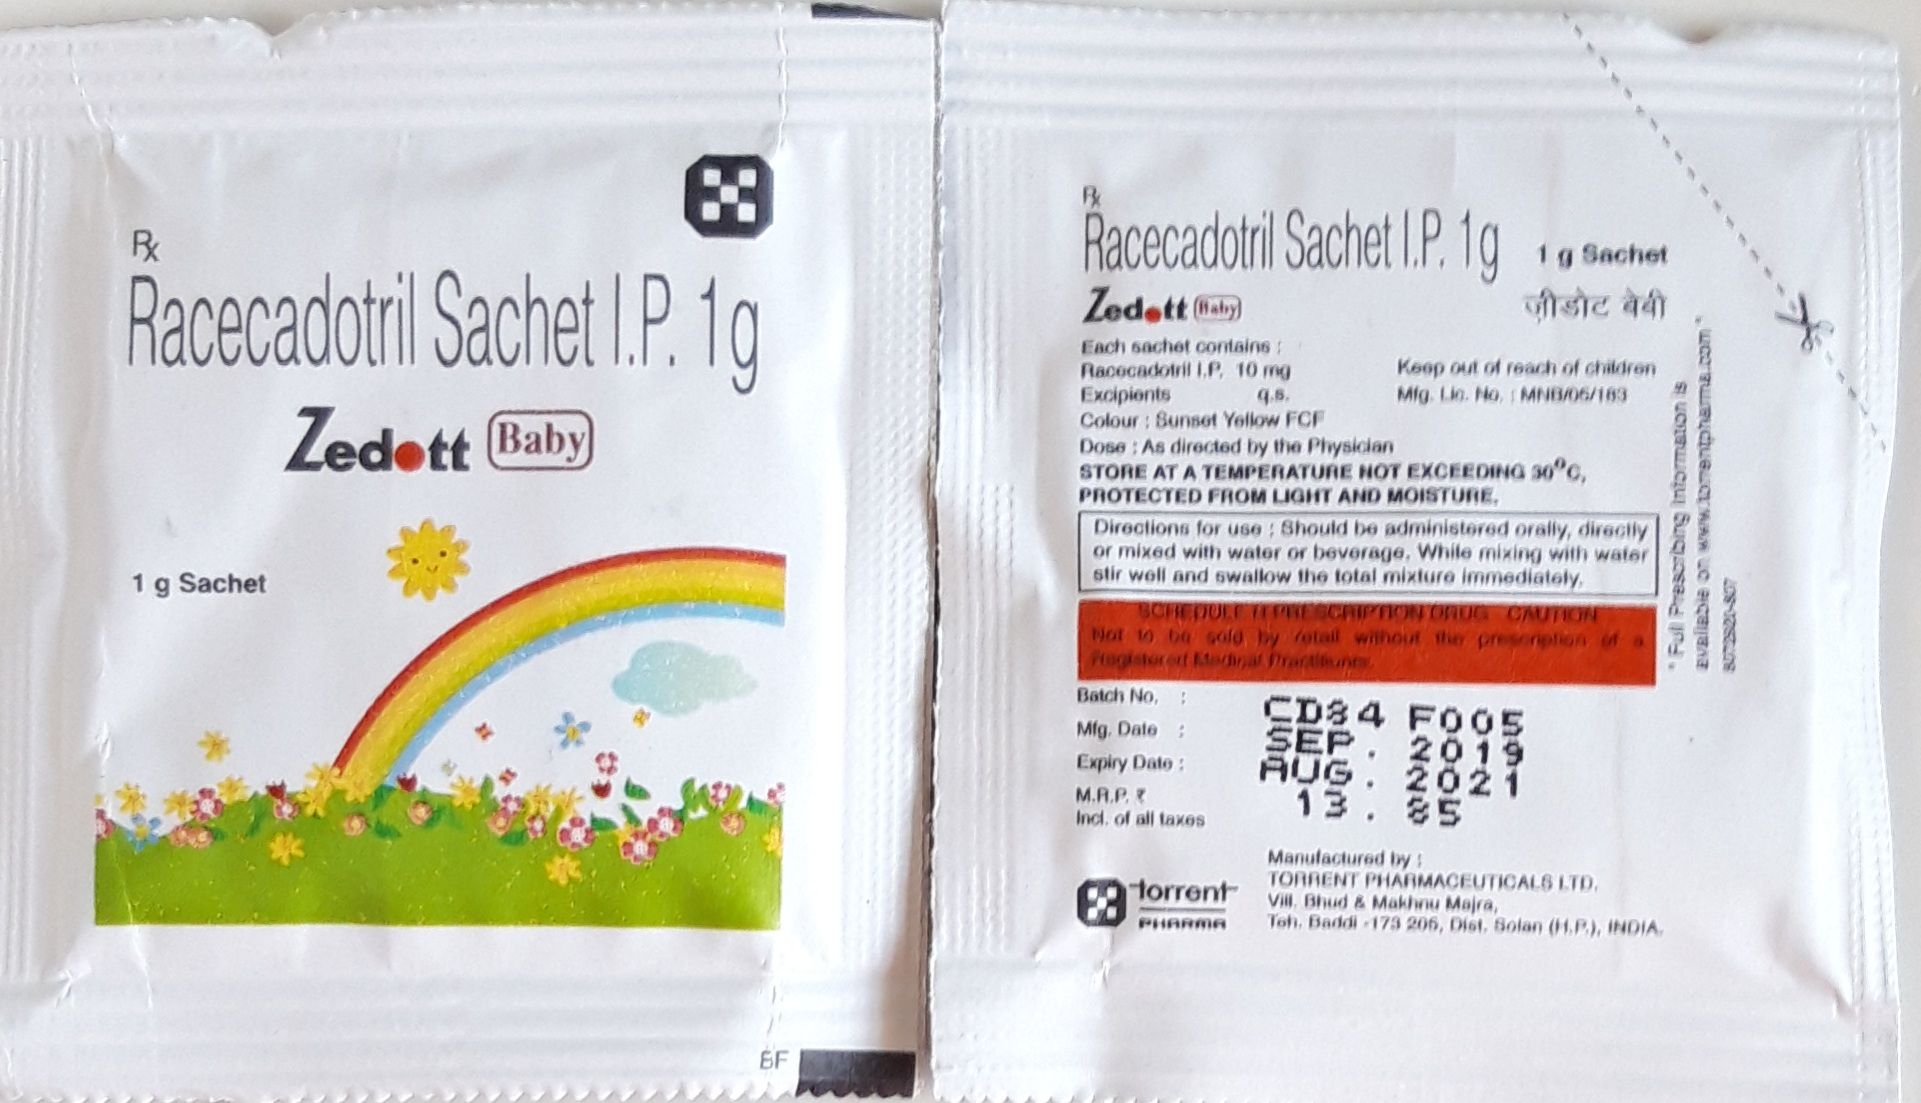 Rx
Racecadotril Sachet I.P. 1g
Zedott Baby
1 g Sachet
BF
Rx
Racecadotril Sachet I.P. 1g 1 g Sachet
Zedott Baby ज़ीडोट बेबी
Each sachet contains :
Racecadotril I.P. 10 mg Keep out of reach of children
Excipients q.s. Mfg. Lic. No. : MNB/05/183
Colour : Sunset Yellow FCF
Dose : As directed by the Physician
STORE AT A TEMPERATURE NOT EXCEEDING 30⁰C,
PROTECTED FROM LIGHT AND MOISTURE.
Directions for use : Should be administered orally, directly
or mixed with water or beverage. While mixing with water
stir well and swallow the total mixture immediately.
SCHEDULE H PRESCRIPTION DRUG CAUTION
Not to be sold by retail without the prescription of a
Registered Medical Practitioner.
Batch No. : CD84 F005
Mfg. Date : SEP. 2019
Expiry Date : AUG. 2021
M.R.P. ₹ 13.85
Incl. of all taxes
torrent
PHARMA
Manufactured by :
TORRENT PHARMACEUTICALS LTD.
Vill. Bhud & Makhnu Majra,
Teh. Baddi -173 205, Dist. Solan (H.P.), INDIA.
"Full Prescribing Information is
available on www.torrentpharma.com"